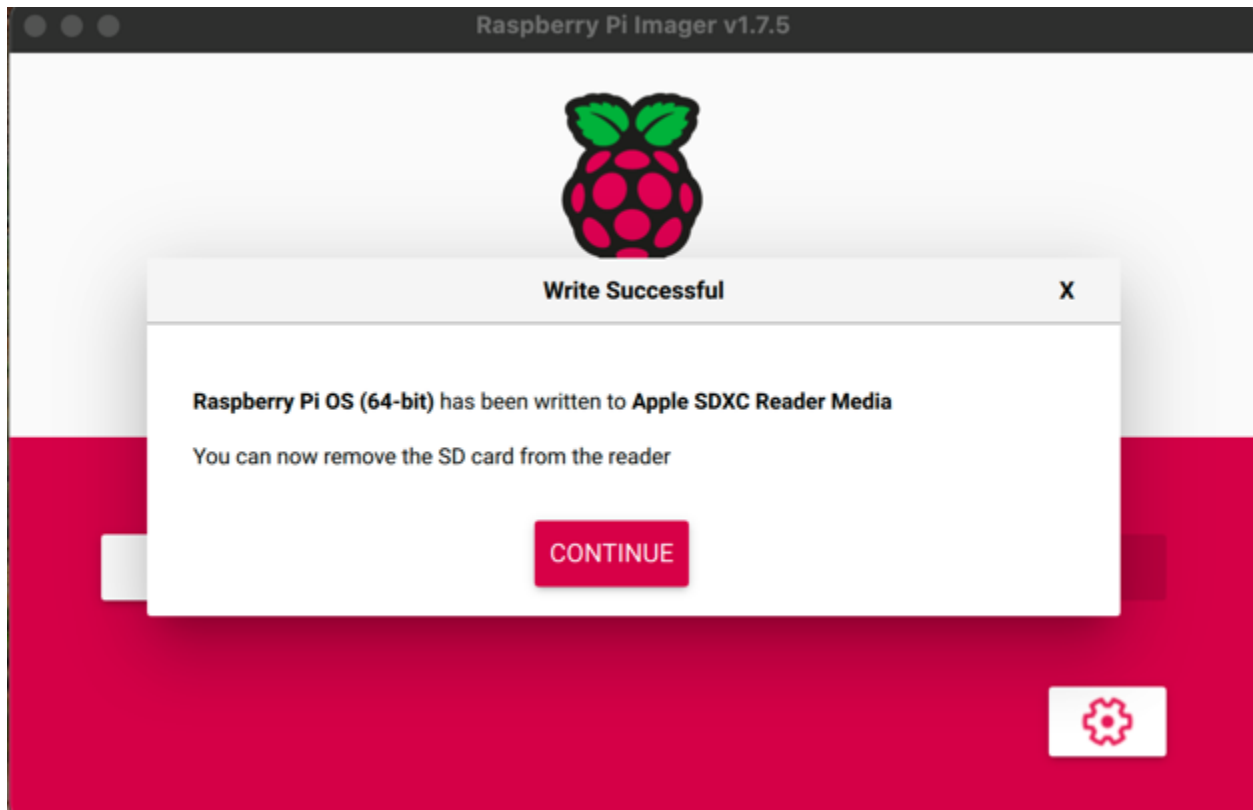 Raspberry Pi Imager v1.7.5
Write Successful
X
Raspberry Pi OS (64-bit) has been written to Apple SDXC Reader Media
You can now remove the SD card from the reader
CONTINUE